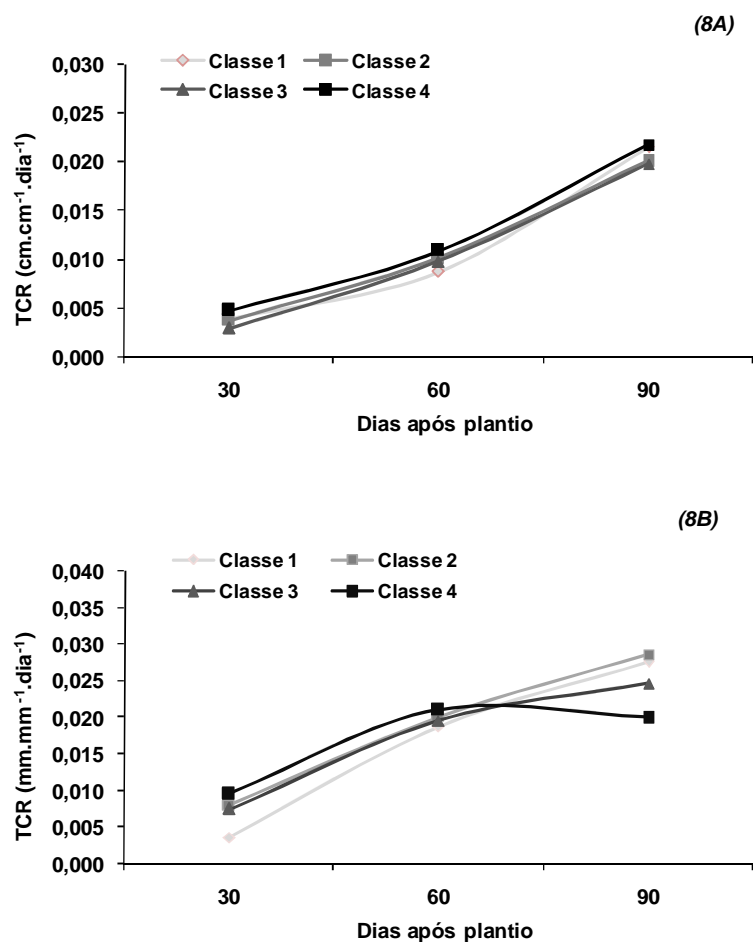 (8A)
Classe 1 Classe 2
Classe 3 Classe 4
0,030
0,025
0,020
0,015
0,010
0,005
0,000
TCR (cm.cm⁻¹.dia⁻¹)
30 60 90
Dias após plantio
(8B)
Classe 1 Classe 2
Classe 3 Classe 4
0,040
0,035
0,030
0,025
0,020
0,015
0,010
0,005
0,000
TCR (mm.mm⁻¹.dia⁻¹)
30 60 90
Dias após plantio